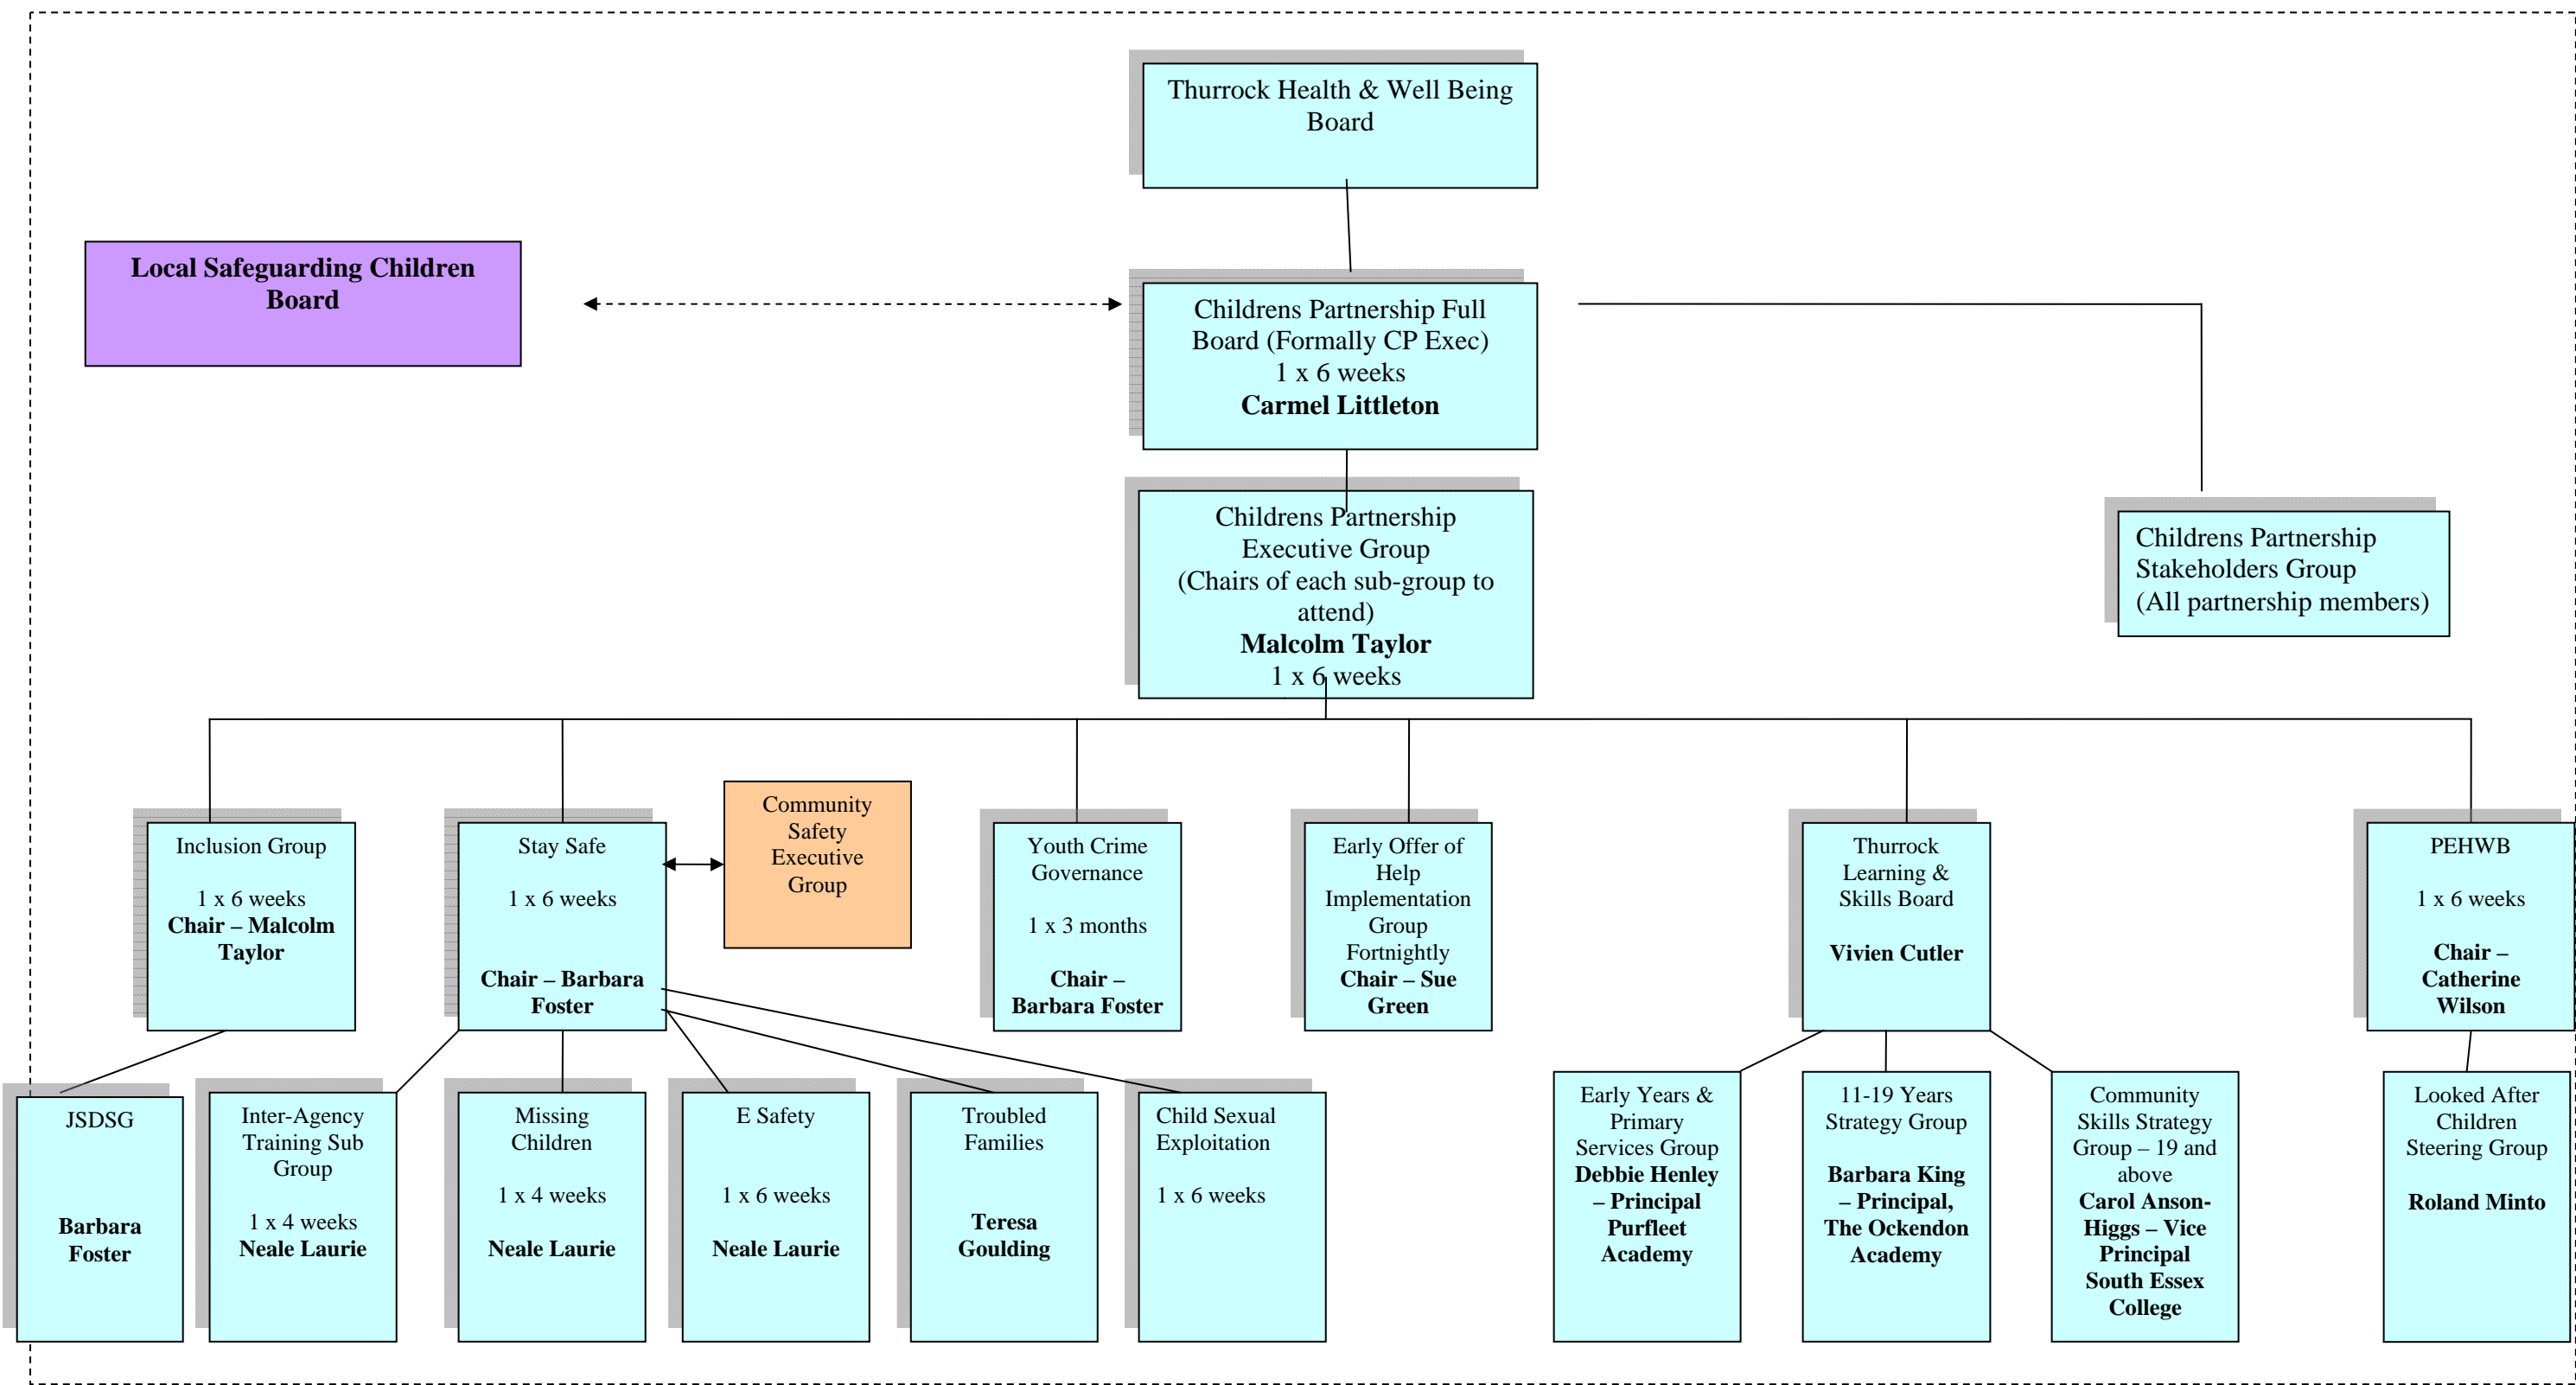 Thurrock Health & Well Being
Board
Local Safeguarding Children
Board
Childrens Partnership Full
Board (Formally CP Exec)
1 x 6 weeks
Carmel Littleton
Childrens Partnership
Executive Group
(Chairs of each sub-group to
attend)
Malcolm Taylor
1 x 6 weeks
Childrens Partnership
Stakeholders Group
(All partnership members)
Inclusion Group
1 x 6 weeks
Chair – Malcolm
Taylor
Stay Safe
1 x 6 weeks
Chair – Barbara
Foster
Community
Safety
Executive
Group
Youth Crime
Governance
1 x 3 months
Chair –
Barbara Foster
Early Offer of
Help
Implementation
Group
Fortnightly
Chair – Sue
Green
Thurrock
Learning &
Skills Board
Vivien Cutler
PEHWB
1 x 6 weeks
Chair –
Catherine
Wilson
JSDSG
Barbara
Foster
Inter-Agency
Training Sub
Group
1 x 4 weeks
Neale Laurie
Missing
Children
1 x 4 weeks
Neale Laurie
E Safety
1 x 6 weeks
Neale Laurie
Troubled
Families
Teresa
Goulding
Child Sexual
Exploitation
1 x 6 weeks
Early Years &
Primary
Services Group
Debbie Henley
– Principal
Purfleet
Academy
11-19 Years
Strategy Group
Barbara King
– Principal,
The Ockendon
Academy
Community
Skills Strategy
Group – 19 and
above
Carol Anson-
Higgs – Vice
Principal
South Essex
College
Looked After
Children
Steering Group
Roland Minto